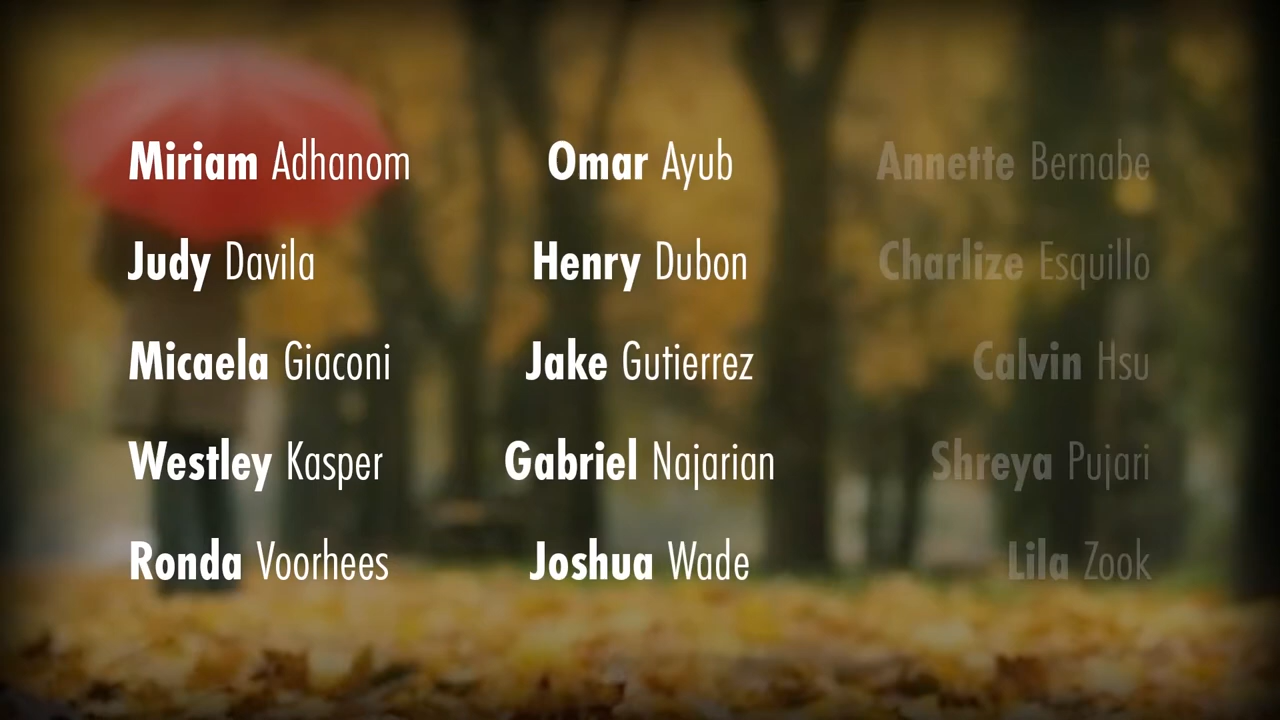 Miriam Adhanom
Omar Ayub
Annette Bernabe
Judy Davila
Henry Dubon
Charlize Esquillo
Micaela Giaconi
Jake Gutierrez
Calvin Hsu
Westley Kasper
Gabriel Najarian
Shreya Pujari
Ronda Voorhees
Joshua Wade
Lila Zook